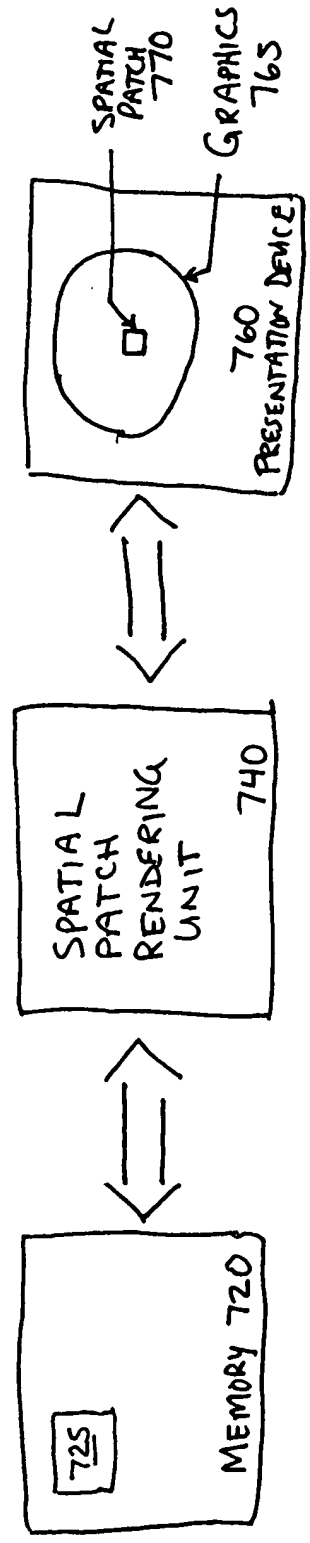 725
MEMORY 720
SPATIAL
PATCH
RENDERING
UNIT
740
760
PRESENTATION DEVICE
SPATIAL
PATCH
770
GRAPHICS
765